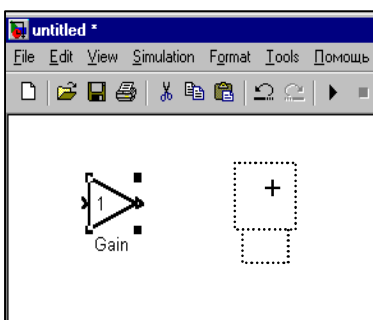 untitled *
File Edit View Simulation Format Tools Помощь
1
Gain